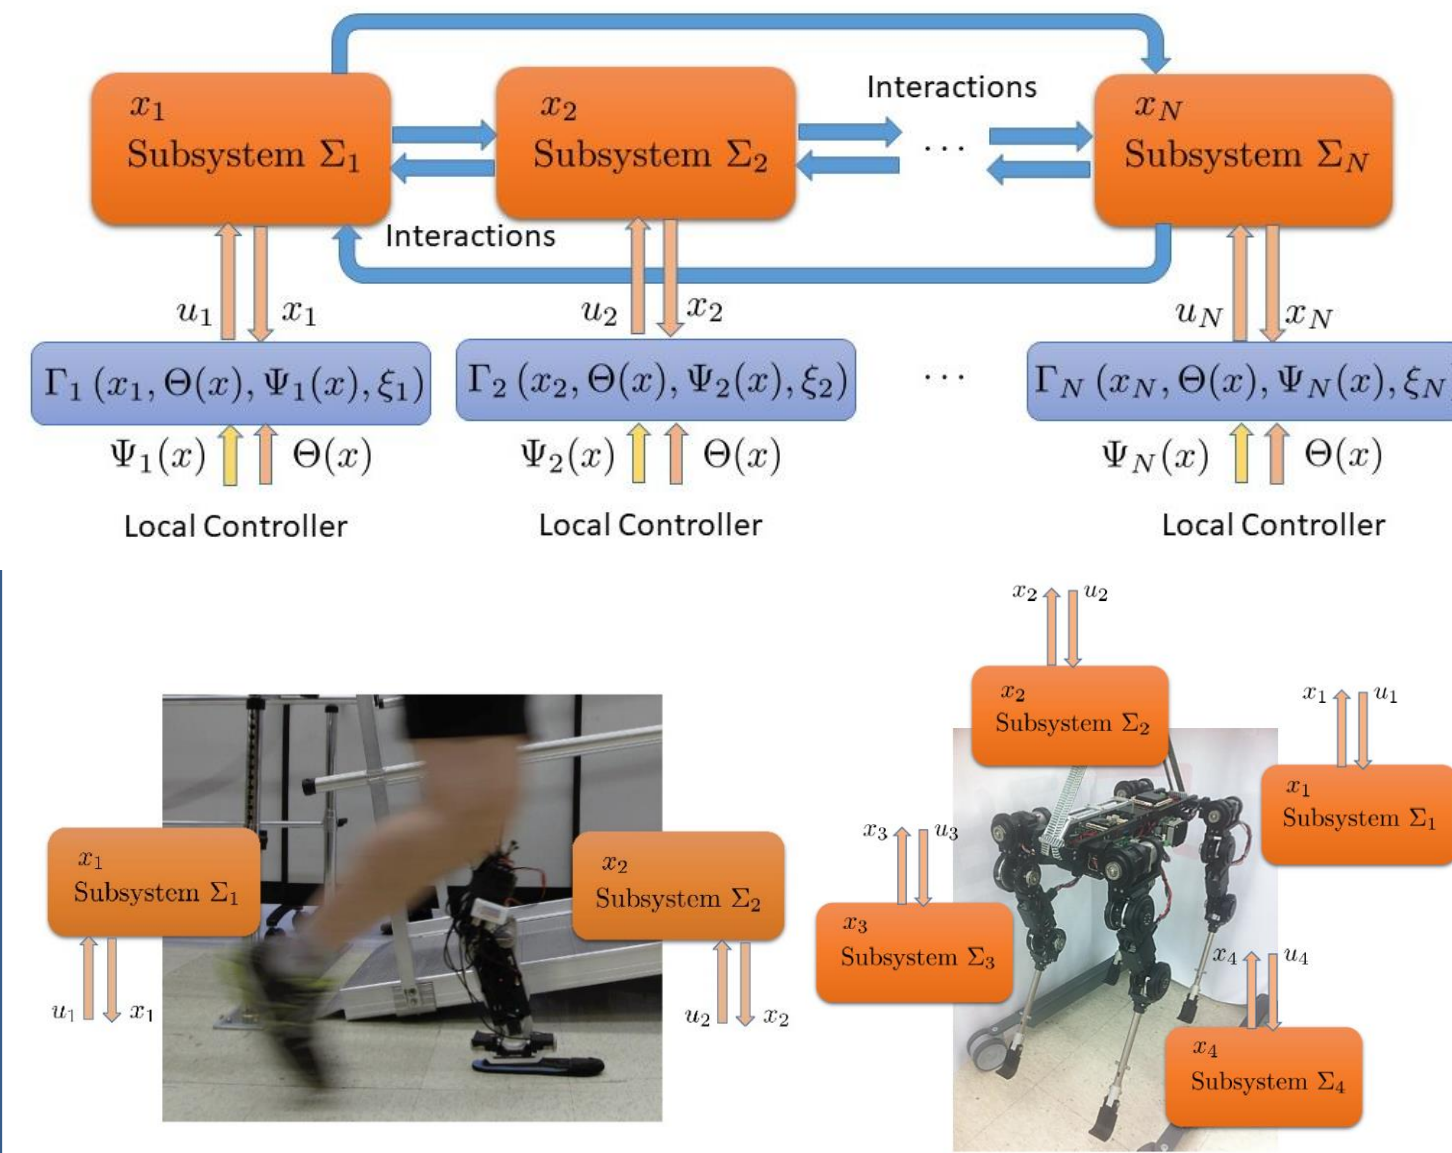 x_1
Subsystem Σ_1
x_2
Subsystem Σ_2
Interactions
...
x_N
Subsystem Σ_N
Interactions
u_1 x_1
u_2 x_2
u_N x_N
Γ_1 (x_1, Θ(x), Ψ_1(x), ξ_1)
Γ_2 (x_2, Θ(x), Ψ_2(x), ξ_2)
...
Γ_N (x_N, Θ(x), Ψ_N(x), ξ_N
Ψ_1(x) Θ(x)
Ψ_2(x) Θ(x)
Ψ_N(x) Θ(x)
Local Controller
Local Controller
Local Controller
x_1
Subsystem Σ_1
u_1 x_1
x_2
Subsystem Σ_2
u_2 x_2
x_2 u_2
x_2
Subsystem Σ_2
x_1 u_1
x_1
Subsystem Σ_1
x_3 u_3
x_3
Subsystem Σ_3
x_4 u_4
x_4
Subsystem Σ_4